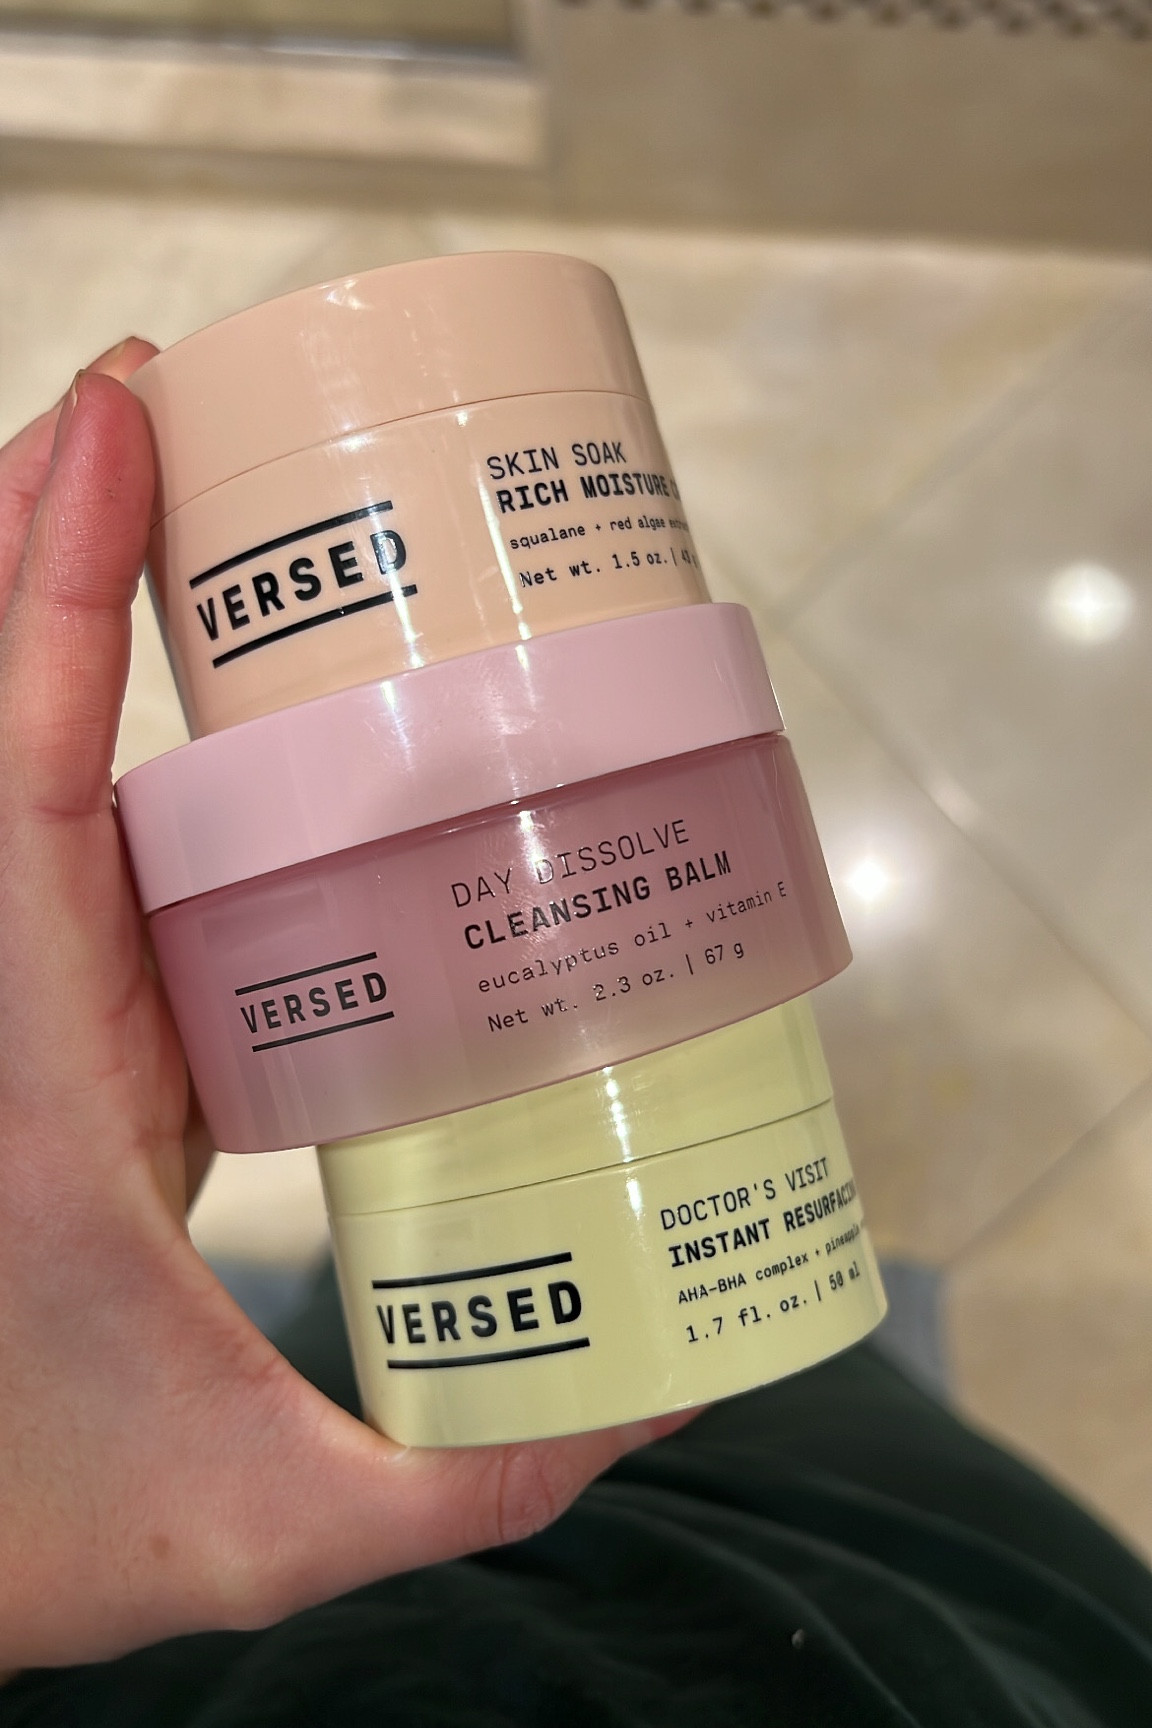 VERSED
SKIN SOAK
RICH MOISTURE
squalane + red algae
Net wt. 1.5 oz. | 43 g
VERSED
DAY DISSOLVE
CLEANSING BALM
eucalyptus oil + vitamin E
Net wt. 2.3 oz. | 67 g
VERSED
DOCTOR'S VISIT
INSTANT RESURFACIN
AHA-BHA complex + pineapple
1.7 fl. oz. | 50 ml